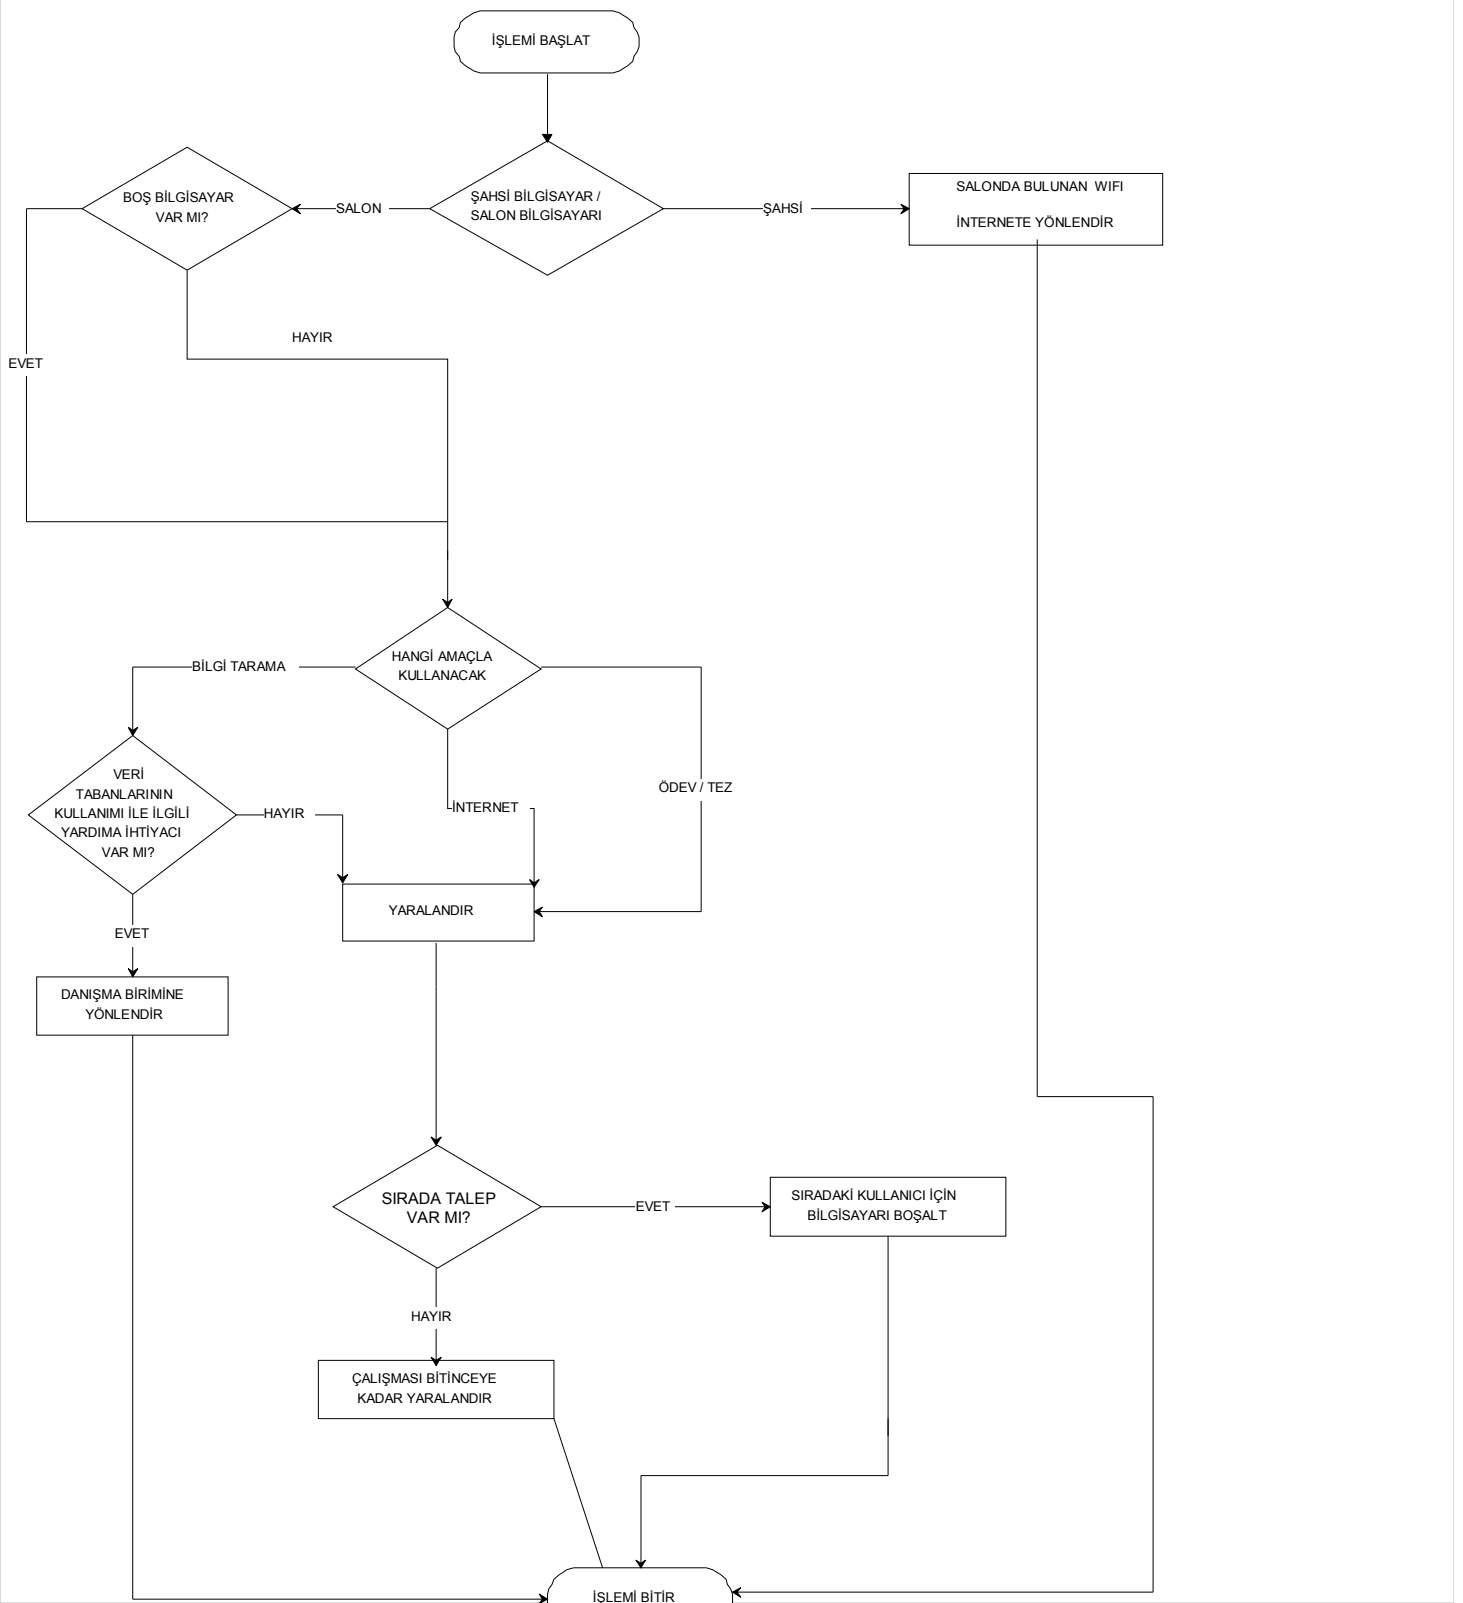 İŞLEMİ BAŞLAT
BOŞ BİLGİSAYAR
VAR MI?
SALON
ŞAHSİ BİLGİSAYAR /
SALON BİLGİSAYARI
ŞAHSİ
SALONDA BULUNAN WIFI
İNTERNETE YÖNLENDİR
HAYIR
EVET
HANGİ AMAÇLA
KULLANACAK
BİLGİ TARAMA
VERİ
TABANLARININ
KULLANIMI İLE İLGİLİ
YARDIMA İHTİYACI
VAR MI?
HAYIR
İNTERNET
ÖDEV / TEZ
YARALANDIR
EVET
DANIŞMA BİRİMİNE
YÖNLENDİR
SIRADA TALEP
VAR MI?
EVET
SIRADAKİ KULLANICI İÇİN
BİLGİSAYARI BOŞALT
HAYIR
ÇALIŞMASI BİTİNCEYE
KADAR YARALANDIR
İŞLEMİ BİTİR